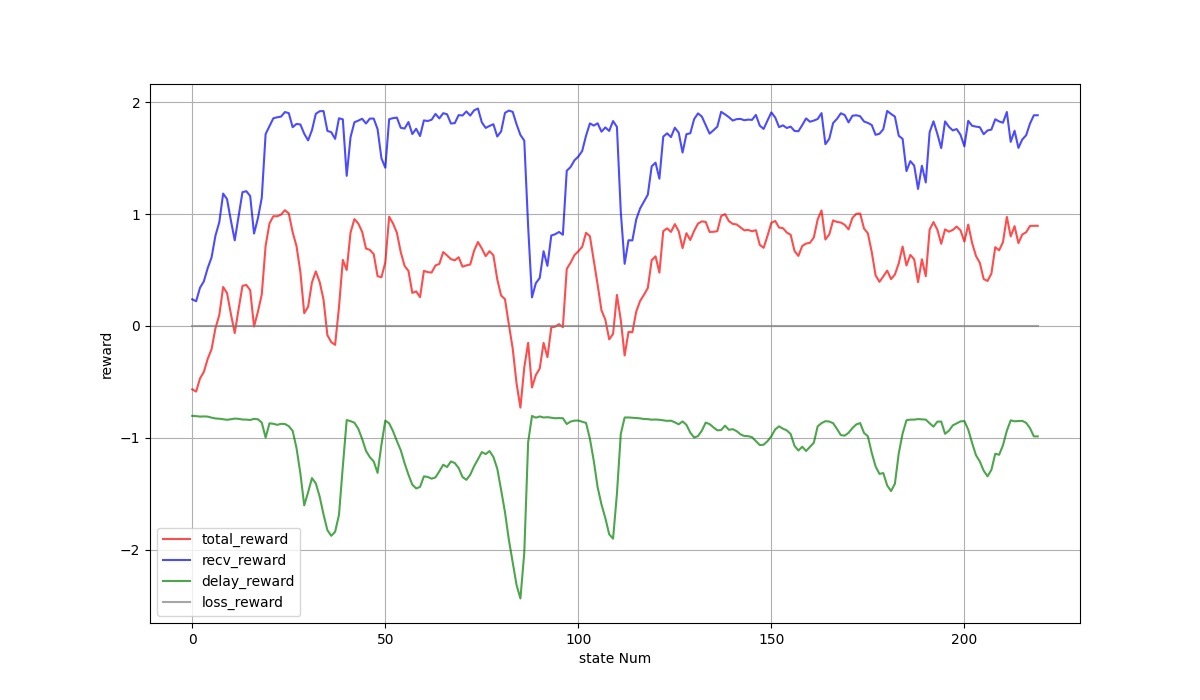 2
1
0
−1
−2
reward
total_reward
recv_reward
delay_reward
loss_reward
0 50 100 150 200
state Num